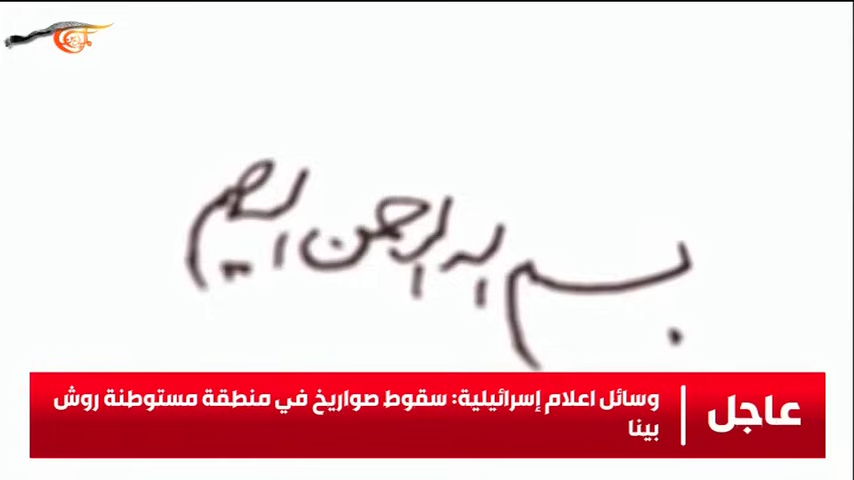 بسم الله الرحمن الرحيم
عاجل
وسائل اعلام إسرائيلية: سقوط صواريخ في منطقة مستوطنة روش
بينا